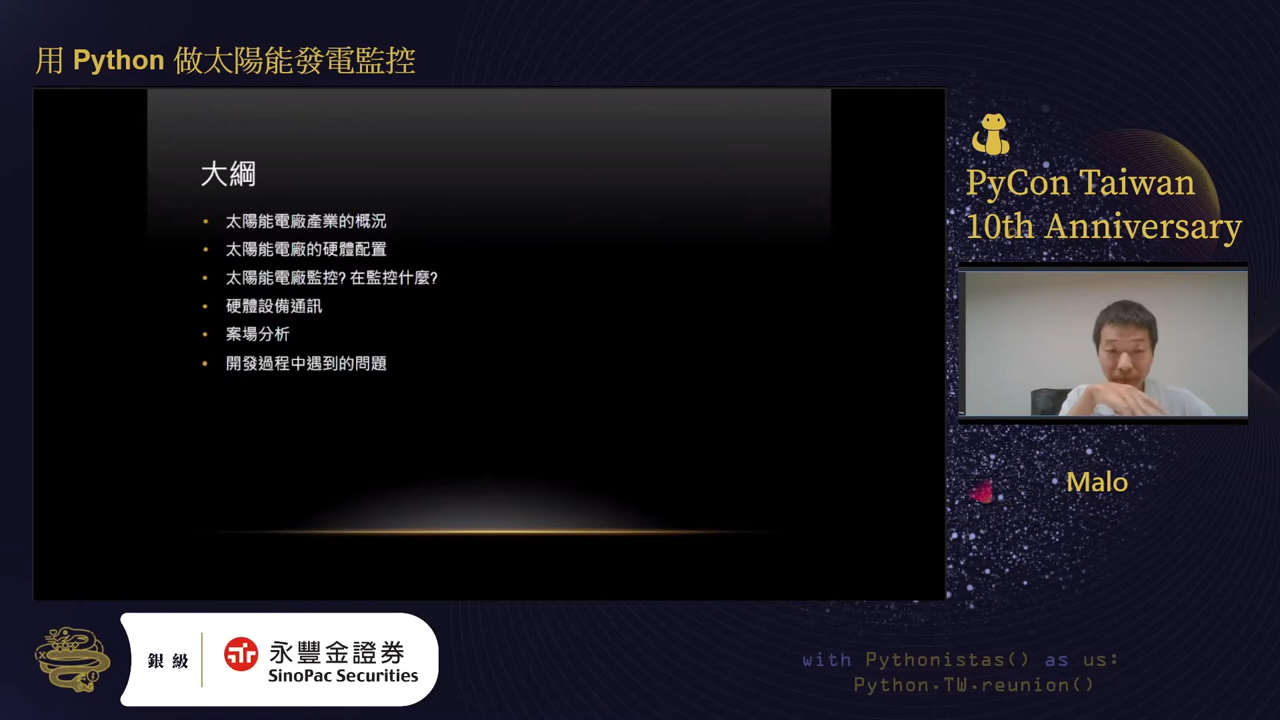 用 Python 做太陽能發電監控
大綱
太陽能電廠產業的概況
太陽能電廠的硬體配置
太陽能電廠監控? 在監控什麼?
硬體設備通訊
案場分析
開發過程中遇到的問題
PyCon Taiwan
10th Anniversary
Malo
銀級
永豐金證券
SinoPac Securities
with Pythonistas() as us:
Python.TW.reunion()